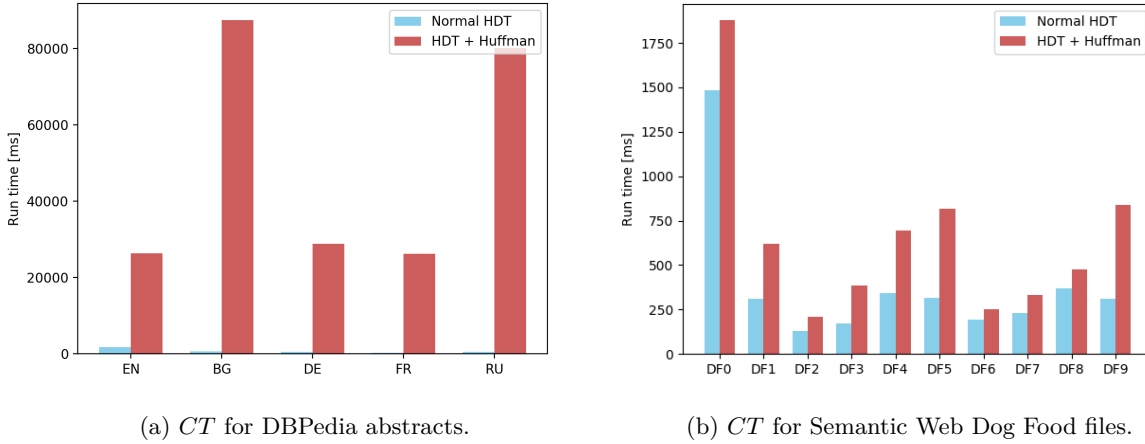 Normal HDT
HDT + Huffman
80000
60000
40000
20000
0
Run time [ms]
EN BG DE FR RU
(a) CT for DBPedia abstracts.
Normal HDT
HDT + Huffman
1750
1500
1250
1000
750
500
250
0
Run time [ms]
DF0 DF1 DF2 DF3 DF4 DF5 DF6 DF7 DF8 DF9
(b) CT for Semantic Web Dog Food files.